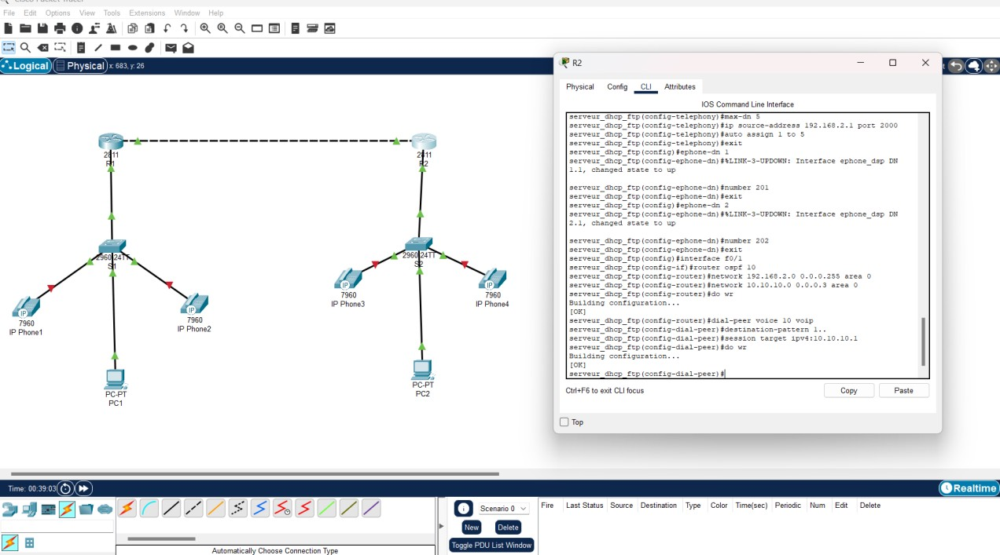 Cisco Packet Tracer
File Edit Options View Tools Extensions Window Help
Logical Physical x: 683, y: 26
2811
R1
2811
R2
2960-24TT
S1
2960-24TT
S2
7960
IP Phone1
7960
IP Phone2
7960
IP Phone3
7960
IP Phone4
IP
IP
IP
IP
PC-PT
PC1
PC-PT
PC2
R2
Physical Config CLI Attributes
IOS Command Line Interface
serveur_dhcp_ftp(config-telephony)#max-dn 5
serveur_dhcp_ftp(config-telephony)#ip source-address 192.168.2.1 port 2000
serveur_dhcp_ftp(config-telephony)#auto assign 1 to 5
serveur_dhcp_ftp(config-telephony)#exit
serveur_dhcp_ftp(config)#ephone-dn 1
serveur_dhcp_ftp(config-ephone-dn)#%LINK-3-UPDOWN: Interface ephone_dsp DN
1.1, changed state to up
serveur_dhcp_ftp(config-ephone-dn)#number 201
serveur_dhcp_ftp(config-ephone-dn)#exit
serveur_dhcp_ftp(config)#ephone-dn 2
serveur_dhcp_ftp(config-ephone-dn)#%LINK-3-UPDOWN: Interface ephone_dsp DN
2.1, changed state to up
serveur_dhcp_ftp(config-ephone-dn)#number 202
serveur_dhcp_ftp(config-ephone-dn)#exit
serveur_dhcp_ftp(config)#interface f0/1
serveur_dhcp_ftp(config-if)#router ospf 10
serveur_dhcp_ftp(config-router)#network 192.168.2.0 0.0.0.255 area 0
serveur_dhcp_ftp(config-router)#network 10.10.10.0 0.0.0.3 area 0
serveur_dhcp_ftp(config-router)#do wr
Building configuration...
[OK]
serveur_dhcp_ftp(config-router)#dial-peer voice 10 voip
serveur_dhcp_ftp(config-dial-peer)#destination-pattern 1..
serveur_dhcp_ftp(config-dial-peer)#session target ipv4:10.10.10.1
serveur_dhcp_ftp(config-dial-peer)#do wr
Building configuration...
[OK]
serveur_dhcp_ftp(config-dial-peer)#
Ctrl+F6 to exit CLI focus
Copy Paste
Top
Time: 00:39:03
Realtime
Scenario 0
New Delete
Toggle PDU List Window
Fire Last Status Source Destination Type Color Time(sec) Periodic Num Edit Delete
Automatically Choose Connection Type